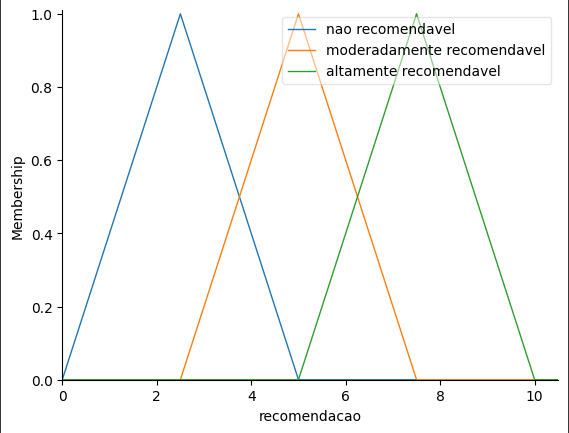 1.0
0.8
0.6
0.4
0.2
0.0
Membership
nao recomendavel
moderadamente recomendavel
altamente recomendavel
0 2 4 6 8 10
recomendacao